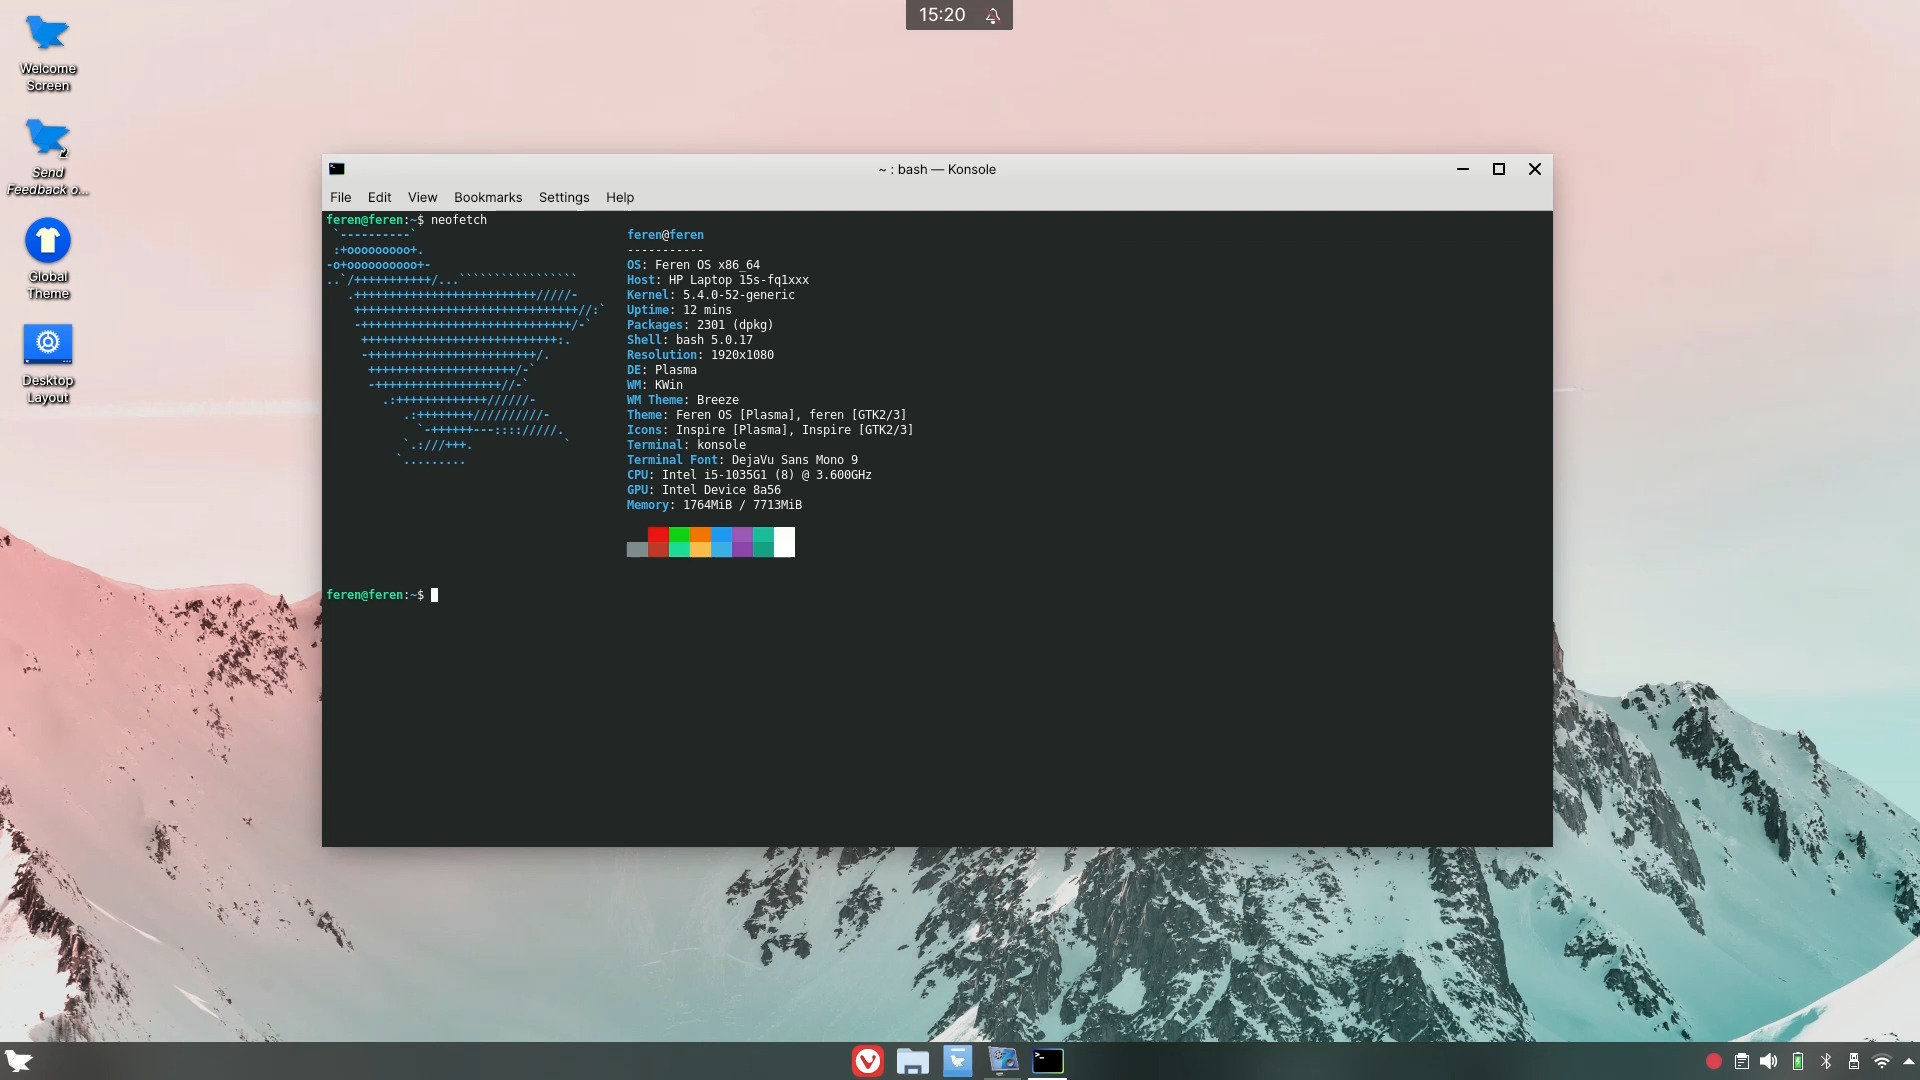 15:20
Welcome
Screen
Send
Feedback o...
Global
Theme
Desktop
Layout
~ : bash — Konsole
File Edit View Bookmarks Settings Help
feren@feren:~$ neofetch
feren@feren
-----------
OS: Feren OS x86_64
Host: HP Laptop 15s-fq1xxx
Kernel: 5.4.0-52-generic
Uptime: 12 mins
Packages: 2301 (dpkg)
Shell: bash 5.0.17
Resolution: 1920x1080
DE: Plasma
WM: KWin
WM Theme: Breeze
Theme: Feren OS [Plasma], feren [GTK2/3]
Icons: Inspire [Plasma], Inspire [GTK2/3]
Terminal: konsole
Terminal Font: DejaVu Sans Mono 9
CPU: Intel i5-1035G1 (8) @ 3.600GHz
GPU: Intel Device 8a56
Memory: 1764MiB / 7713MiB
feren@feren:~$